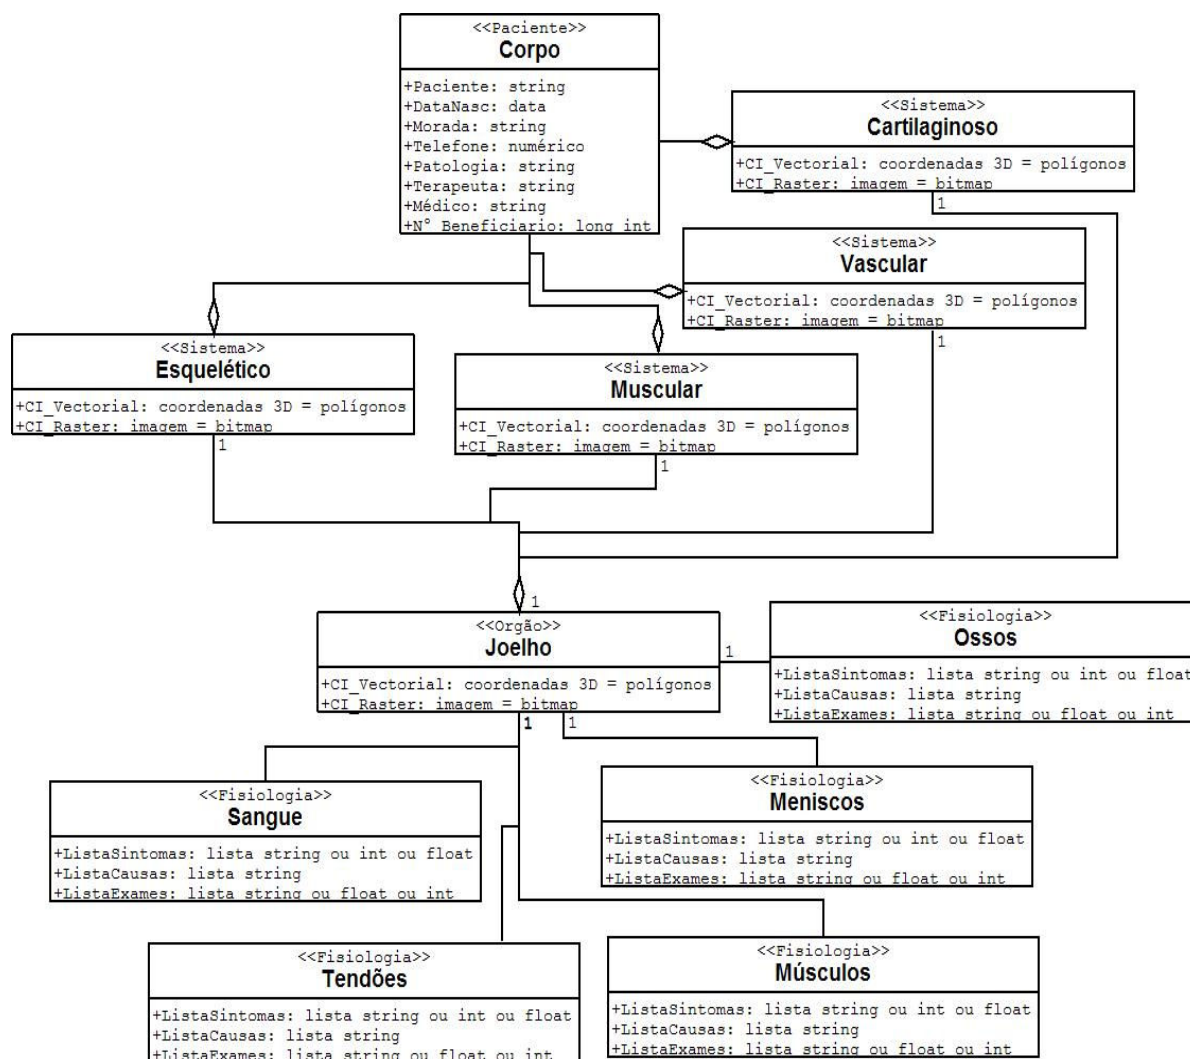 <<Paciente>>
Corpo
+Paciente: string
+DataNasc: data
+Morada: string
+Telefone: numérico
+Patologia: string
+Terapeuta: string
+Médico: string
+Nº Beneficiario: long int
<<Sistema>>
Cartilaginoso
+CI_Vectorial: coordenadas 3D = polígonos
+CI_Raster: imagem = bitmap
1
<<Sistema>>
Vascular
+CI_Vectorial: coordenadas 3D = polígonos
+CI_Raster: imagem = bitmap
1
<<Sistema>>
Esquelético
+CI_Vectorial: coordenadas 3D = polígonos
+CI_Raster: imagem = bitmap
1
<<Sistema>>
Muscular
+CI_Vectorial: coordenadas 3D = polígonos
+CI_Raster: imagem = bitmap
1
1
<<Orgão>>
Joelho
+CI_Vectorial: coordenadas 3D = polígonos
+CI_Raster: imagem = bitmap
1
1
1
<<Fisiologia>>
Ossos
+ListaSintomas: lista string ou int ou float
+ListaCausas: lista string
+ListaExames: lista string ou float ou int
<<Fisiologia>>
Sangue
+ListaSintomas: lista string ou int ou float
+ListaCausas: lista string
+ListaExames: lista string ou float ou int
<<Fisiologia>>
Meniscos
+ListaSintomas: lista string ou int ou float
+ListaCausas: lista string
+ListaExames: lista string ou float ou int
<<Fisiologia>>
Tendões
+ListaSintomas: lista string ou int ou float
+ListaCausas: lista string
+ListaExames: lista string ou float ou int
<<Fisiologia>>
Músculos
+ListaSintomas: lista string ou int ou float
+ListaCausas: lista string
+ListaExames: lista string ou float ou int